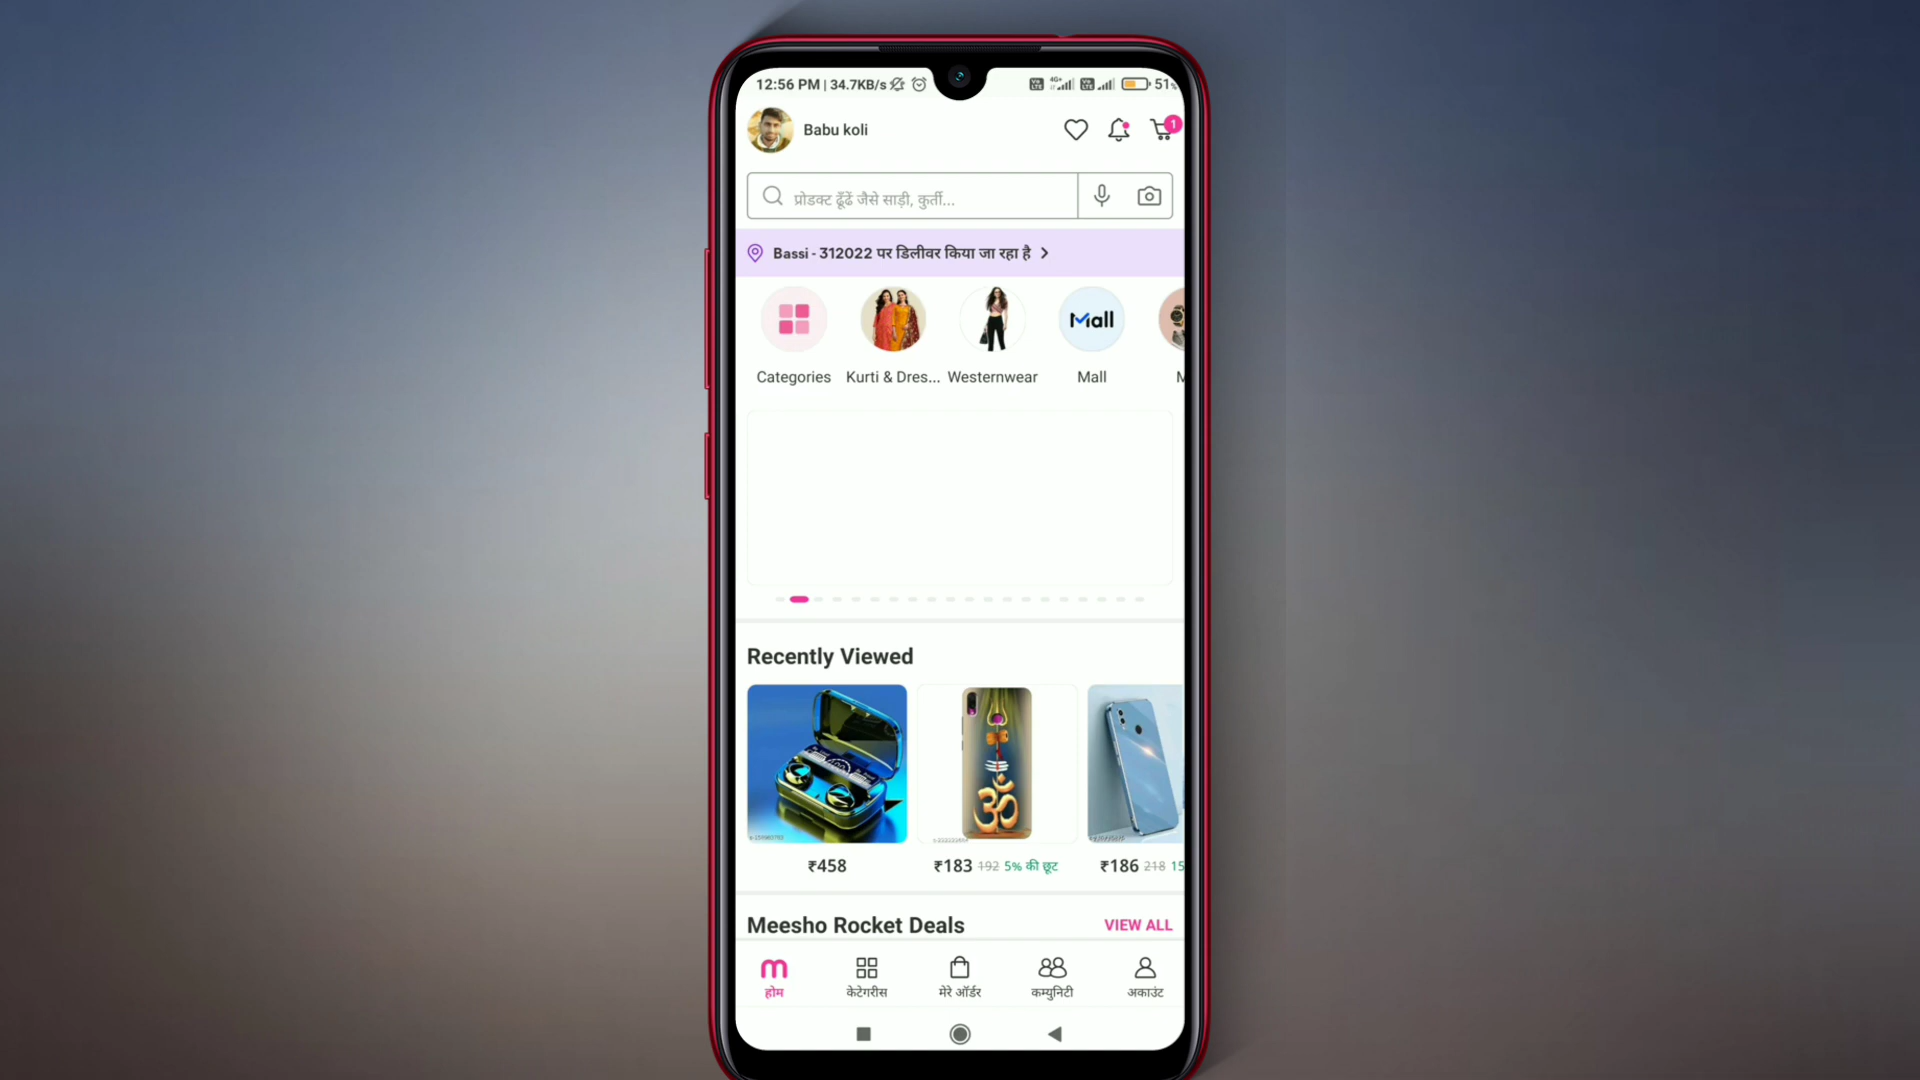 12:56 PM | 34.7KB/s 4G+ 51%
Babu koli 1
प्रोडक्ट ढूँढें जैसे साड़ी, कुर्ती...
Bassi - 312022 पर डिलीवर किया जा रहा है
Mall
Categories Kurti & Dres... Westernwear Mall M
Recently Viewed
₹458 ₹183 192 5% की छूट ₹186 218 15
Meesho Rocket Deals VIEW ALL
होम केटेगरीस मेरे ऑर्डर कम्युनिटी अकाउंट